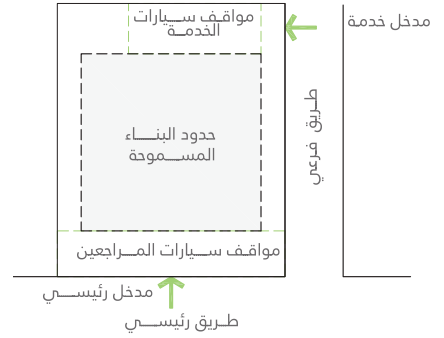 مواقف سيارات
الخدمة
مدخل خدمة
طريق فرعي
حدود البناء
المسموحة
مواقف سيارات المراجعين
مدخل رئيسي
طريق رئيسي